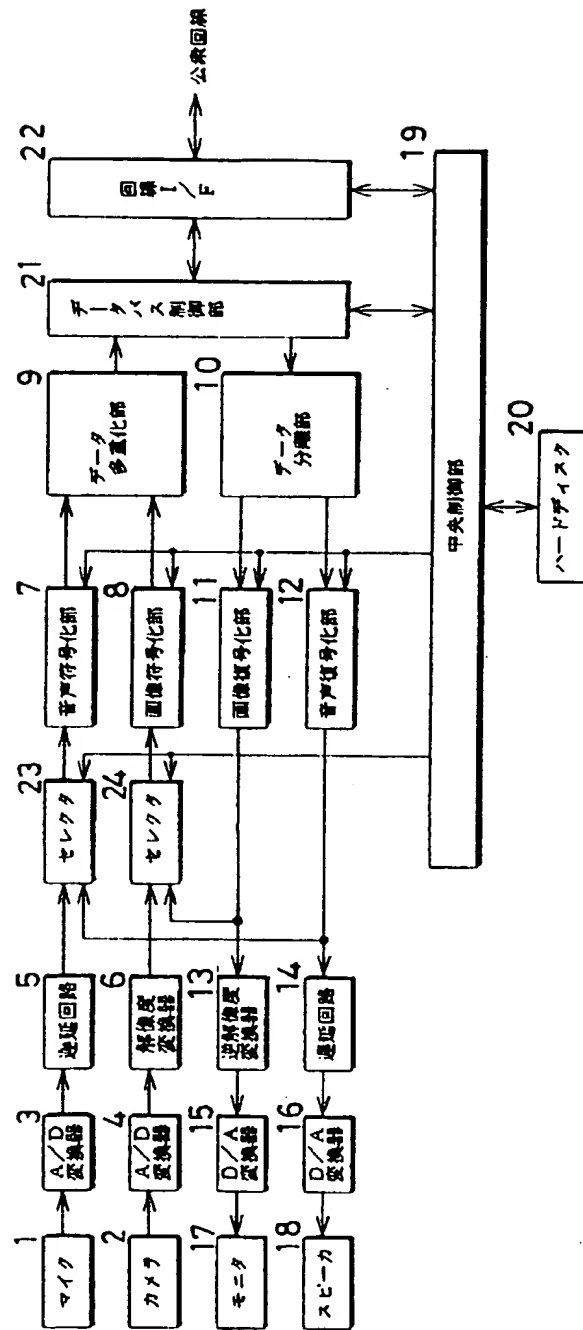 1
マイク
3
A/D
変換器
5
遅延回路
23
セレクタ
7
音声符号化部
9
データ
多重化部
21
データバス制御部
22
回線I/F
公衆回線
2
カメラ
4
A/D
変換器
6
解像度
変換器
24
セレクタ
8
画像符号化部
17
モニタ
15
D/A
変換器
13
逆解像度
変換器
11
画像復号化部
10
データ
分離部
18
スピーカ
16
D/A
変換器
14
遅延回路
12
音声復号化部
19
中央制御部
20
ハードディスク